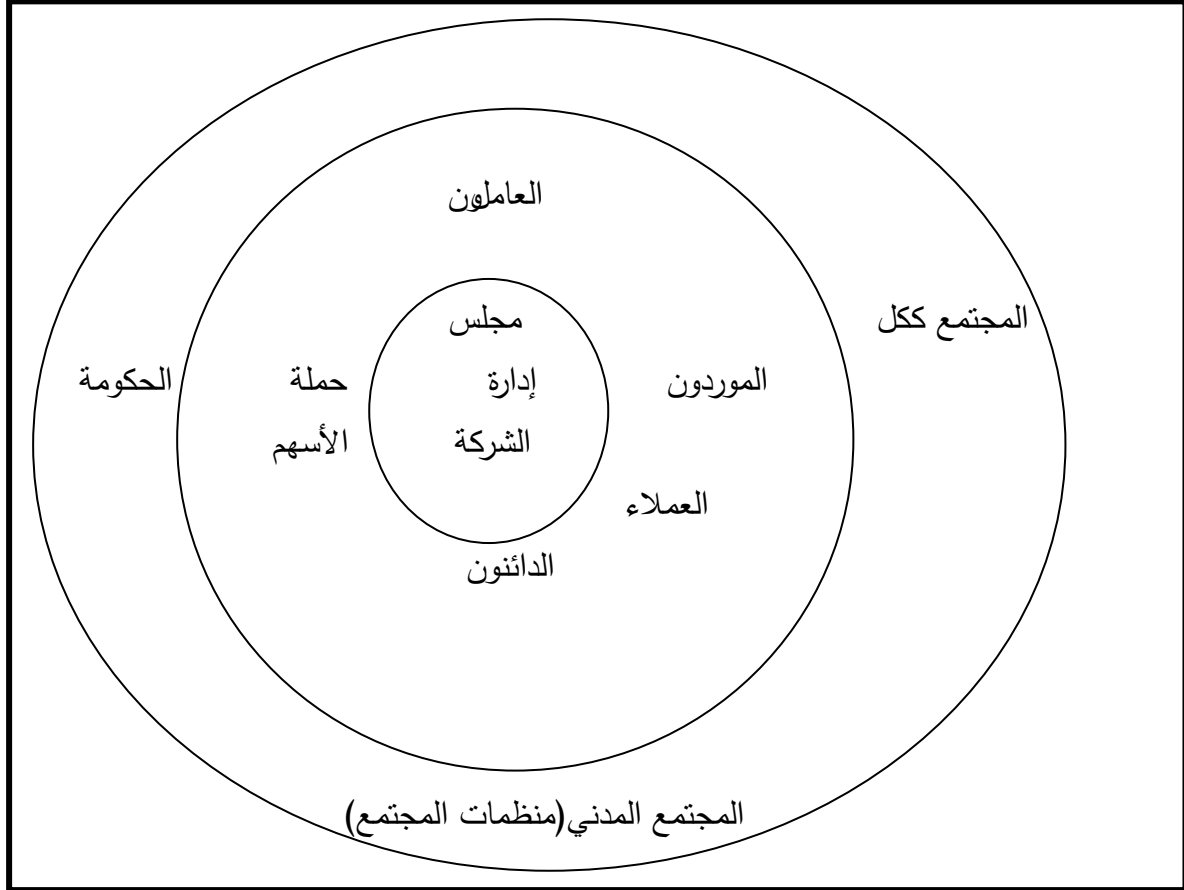 العاملون
مجلس
إدارة
الشركة
المجتمع ككل
الموردون
حملة
الأسهم
الحكومة
العملاء
الدائنون
المجتمع المدني(منظمات المجتمع)